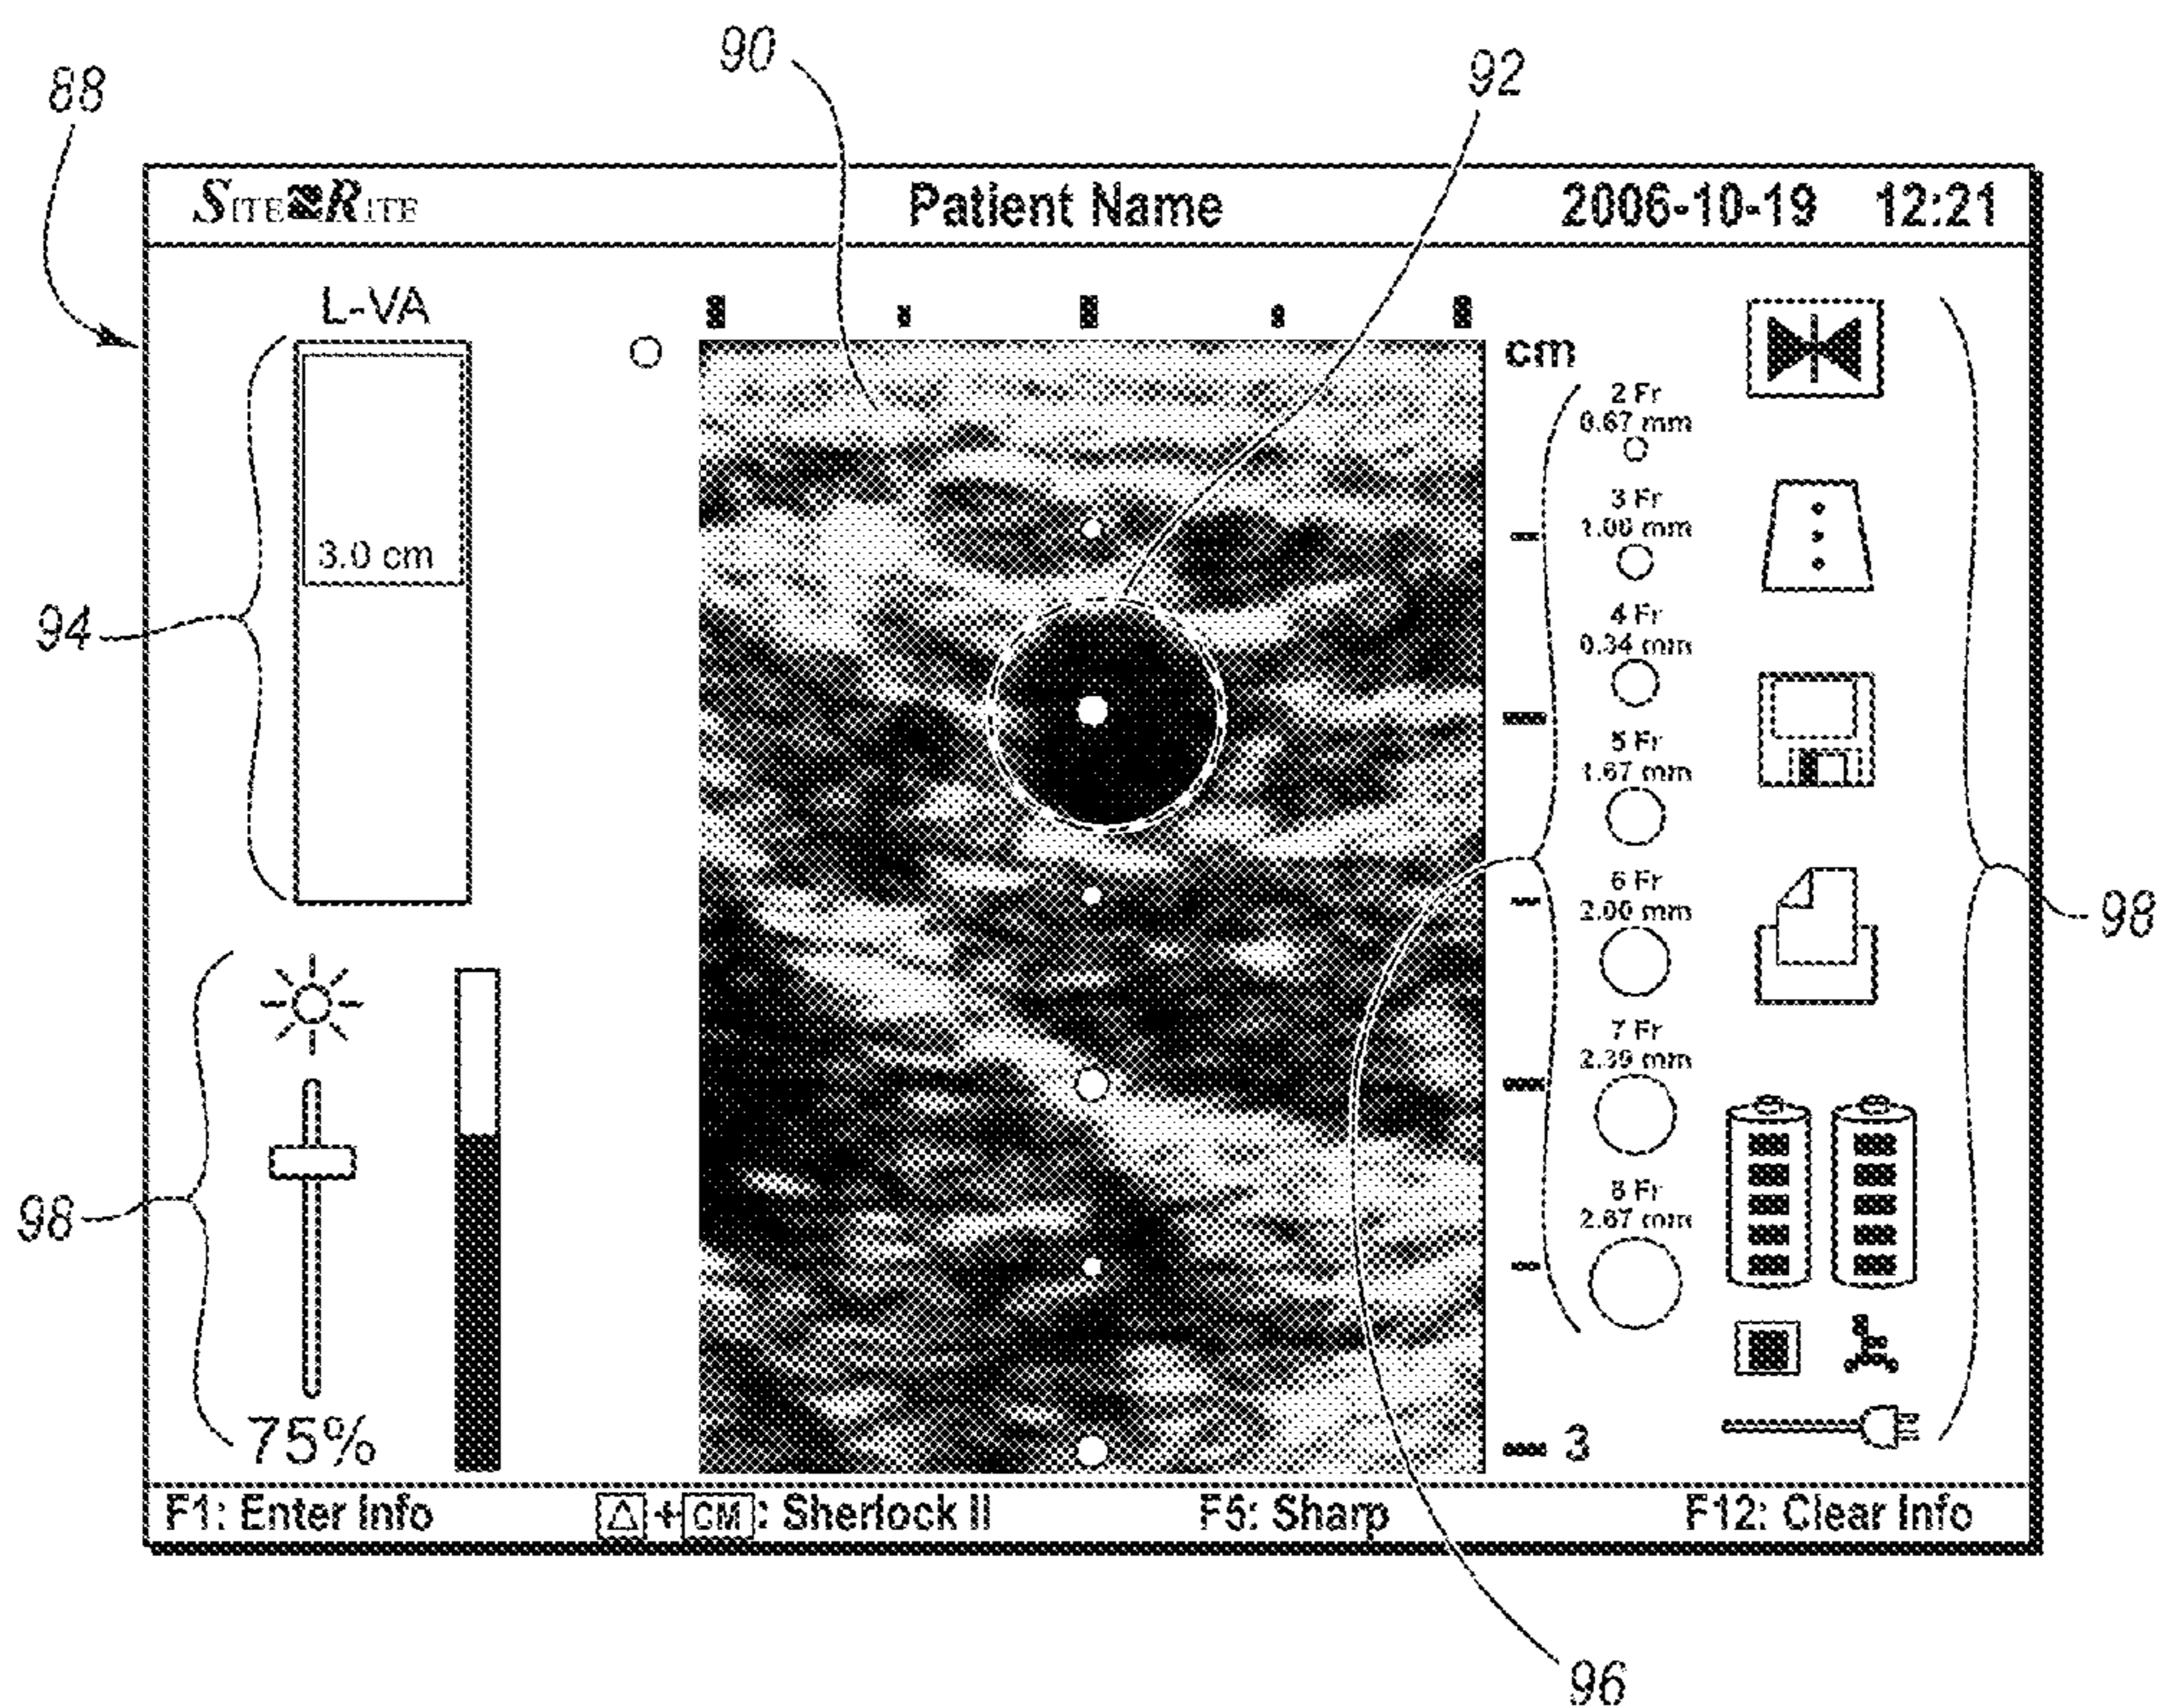 90
92
88
SITE RITE
Patient Name
2006-10-19 12:21
L-VA
cm
2 Fr
0.67 mm
3 Fr
1.00 mm
3.0 cm
94
4 Fr
0.34 mm
5 Fr
1.67 mm
6 Fr
2.00 mm
98
7 Fr
2.39 mm
8 Fr
2.67 mm
98
75%
3
F1: Enter Info
△+CM: Sherlock II
F5: Sharp
F12: Clear Info
96